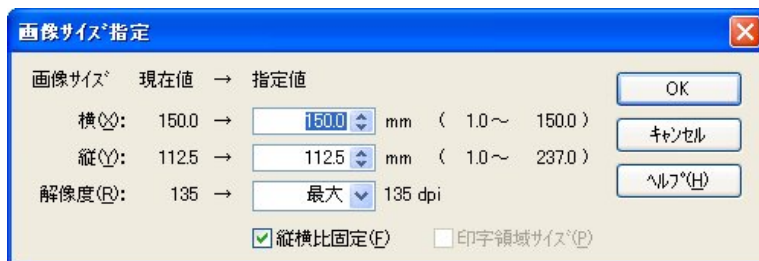 画像ｻｲｽﾞ指定
画像ｻｲｽﾞ 現在値 → 指定値
横(X): 150.0 → 150.0 mm ( 1.0～ 150.0 )
縦(Y): 112.5 → 112.5 mm ( 1.0～ 237.0 )
解像度(R): 135 → 最大 135 dpi
縦横比固定(F) 印字領域ｻｲｽﾞ(P)
OK
ｷｬﾝｾﾙ
ﾍﾙﾌﾟ(H)